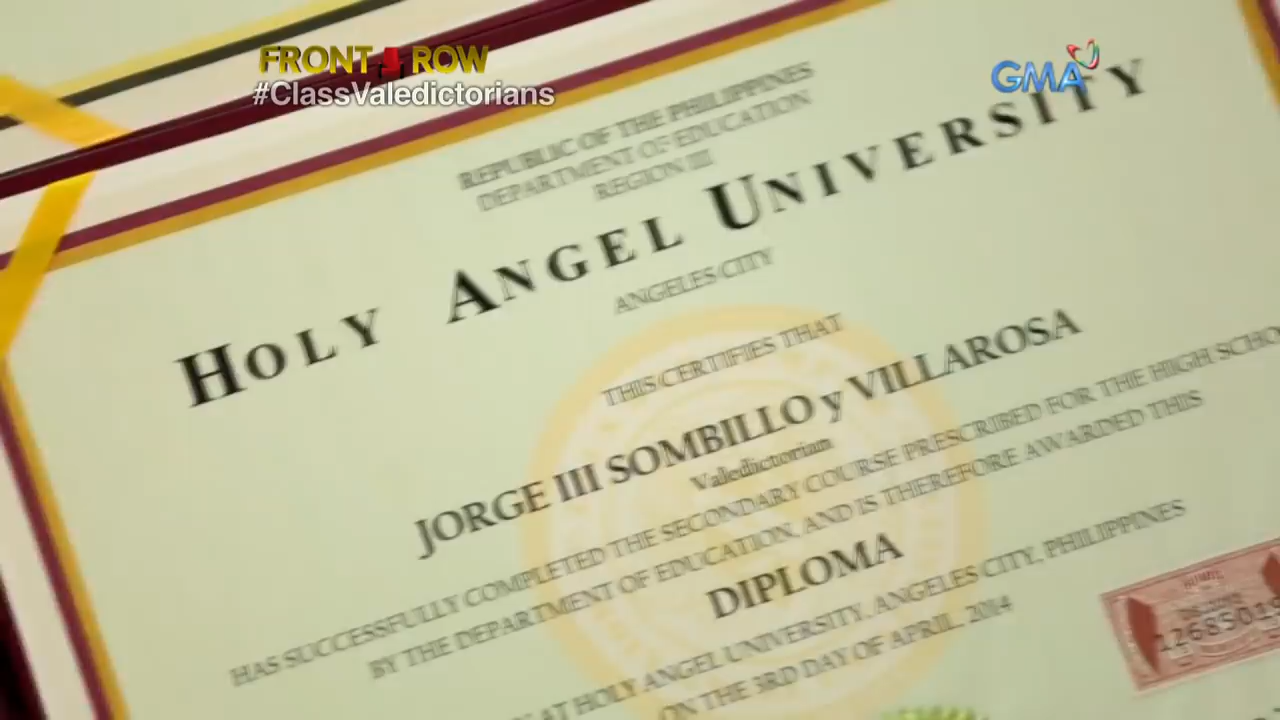 FRONT ROW
#ClassValedictorians
GMA
REPUBLIC OF THE PHILIPPINES
DEPARTMENT OF EDUCATION
REGION III
HOLY ANGEL UNIVERSITY
ANGELES CITY
THIS CERTIFIES THAT
JORGE III SOMBILLO y VILLAROSA
Valedictorian
HAS SUCCESSFULLY COMPLETED THE SECONDARY COURSE PRESCRIBED FOR THE HIGH SCHO
BY THE DEPARTMENT OF EDUCATION, AND IS THEREFORE AWARDED THIS
DIPLOMA
AT HOLY ANGEL UNIVERSITY, ANGELES CITY, PHILIPPINES
ON THE 3RD DAY OF APRIL, 2014